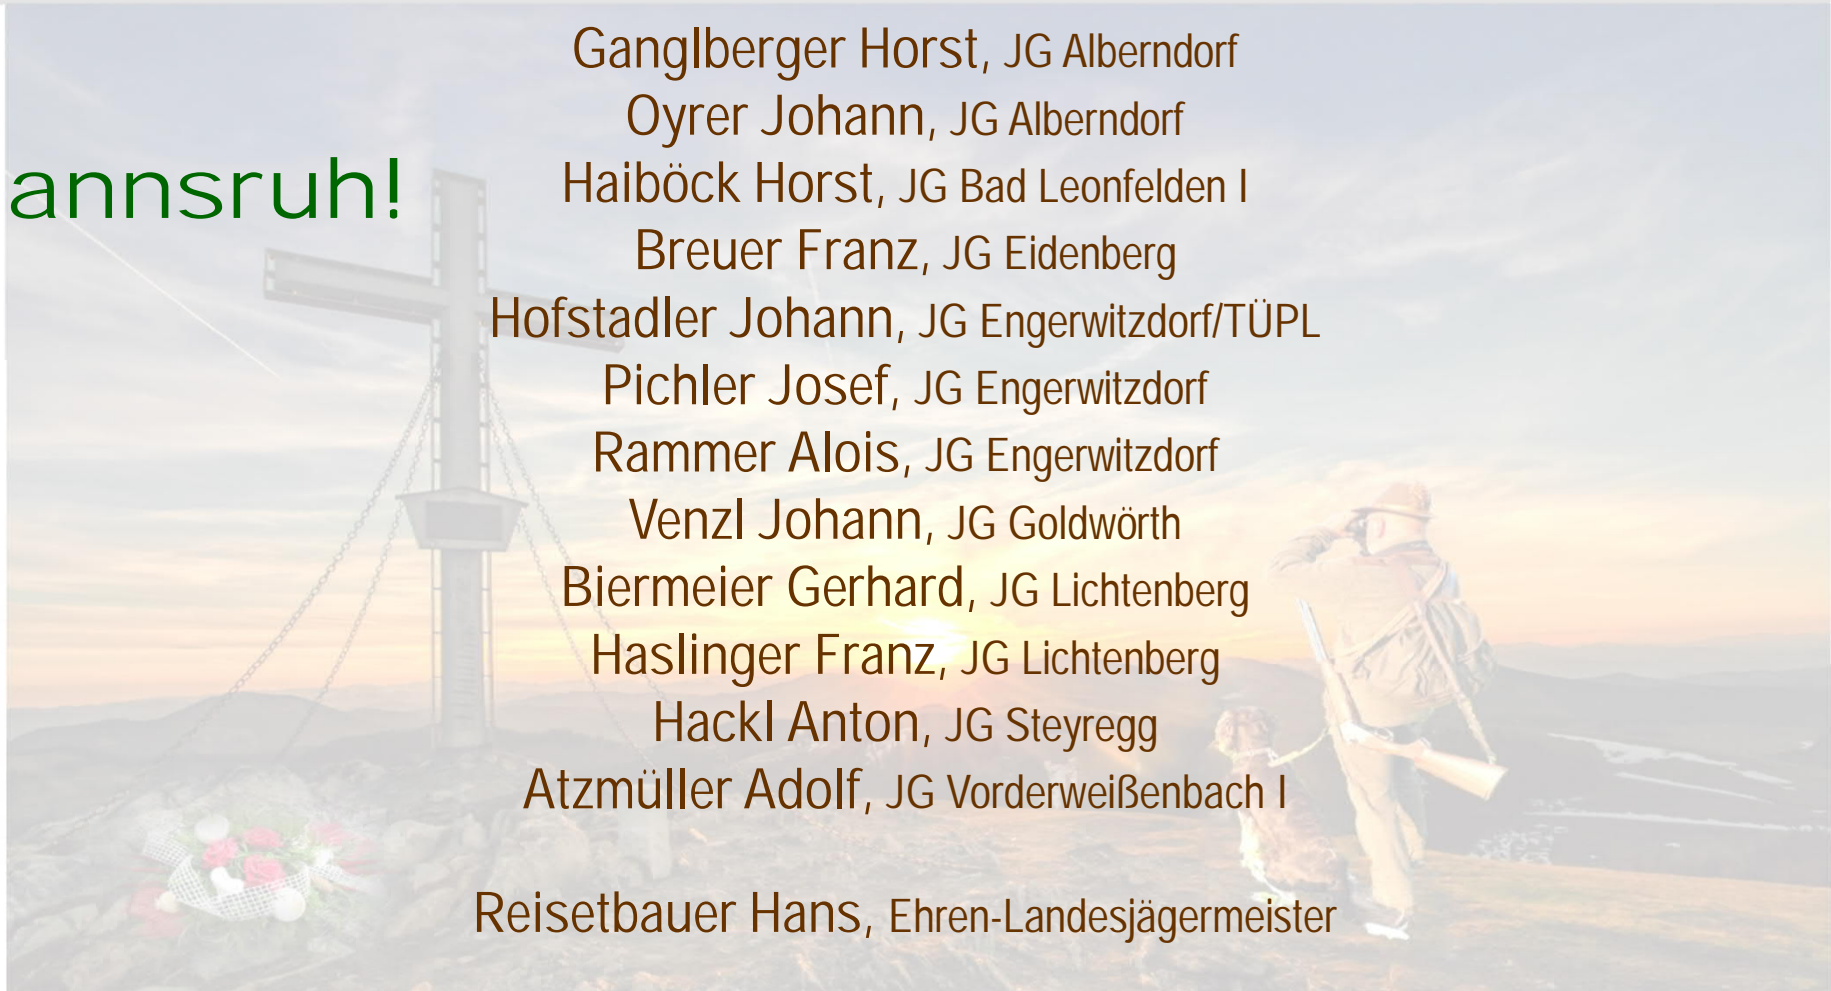 Ganglberger Horst, JG Alberndorf
Oyrer Johann, JG Alberndorf
annsruh!
Haiböck Horst, JG Bad Leonfelden I
Breuer Franz, JG Eidenberg
Hofstadler Johann, JG Engerwitzdorf/TÜPL
Pichler Josef, JG Engerwitzdorf
Rammer Alois, JG Engerwitzdorf
Venzl Johann, JG Goldwörth
Biermeier Gerhard, JG Lichtenberg
Haslinger Franz, JG Lichtenberg
Hackl Anton, JG Steyregg
Atzmüller Adolf, JG Vorderweißenbach I
Reisetbauer Hans, Ehren-Landesjägermeister